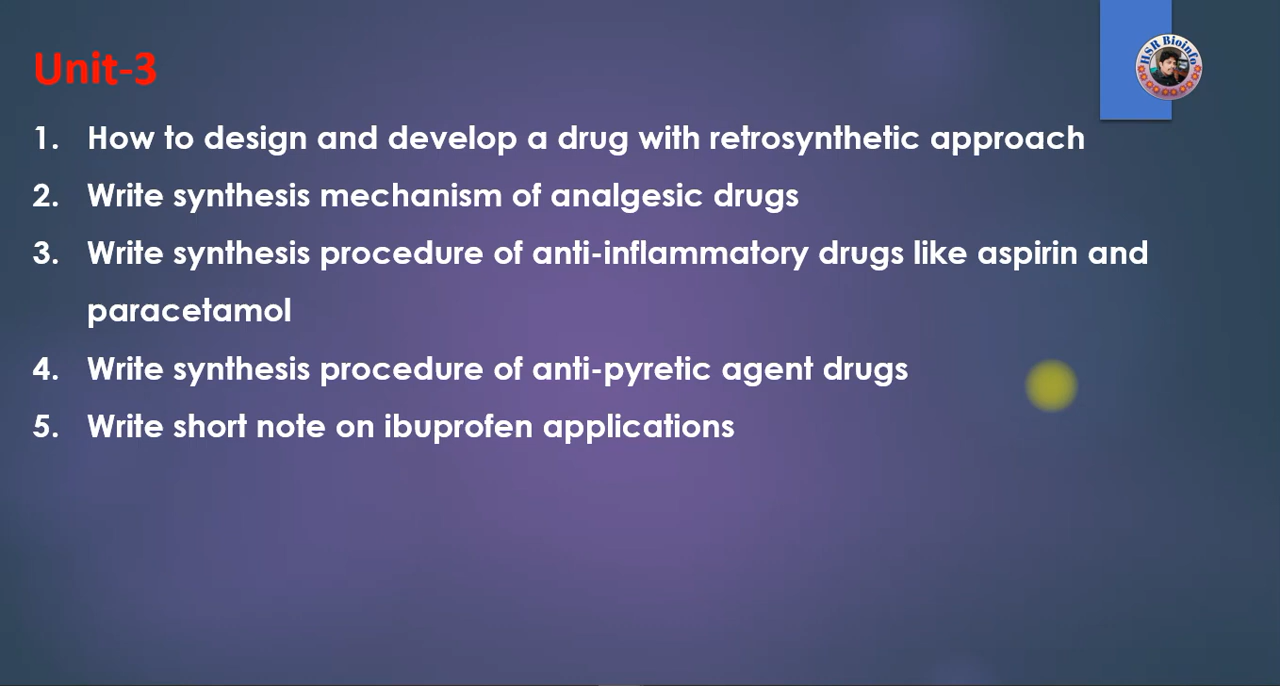 HSR Bioinfo
Unit-3
1. How to design and develop a drug with retrosynthetic approach
2. Write synthesis mechanism of analgesic drugs
3. Write synthesis procedure of anti-inflammatory drugs like aspirin and
paracetamol
4. Write synthesis procedure of anti-pyretic agent drugs
5. Write short note on ibuprofen applications